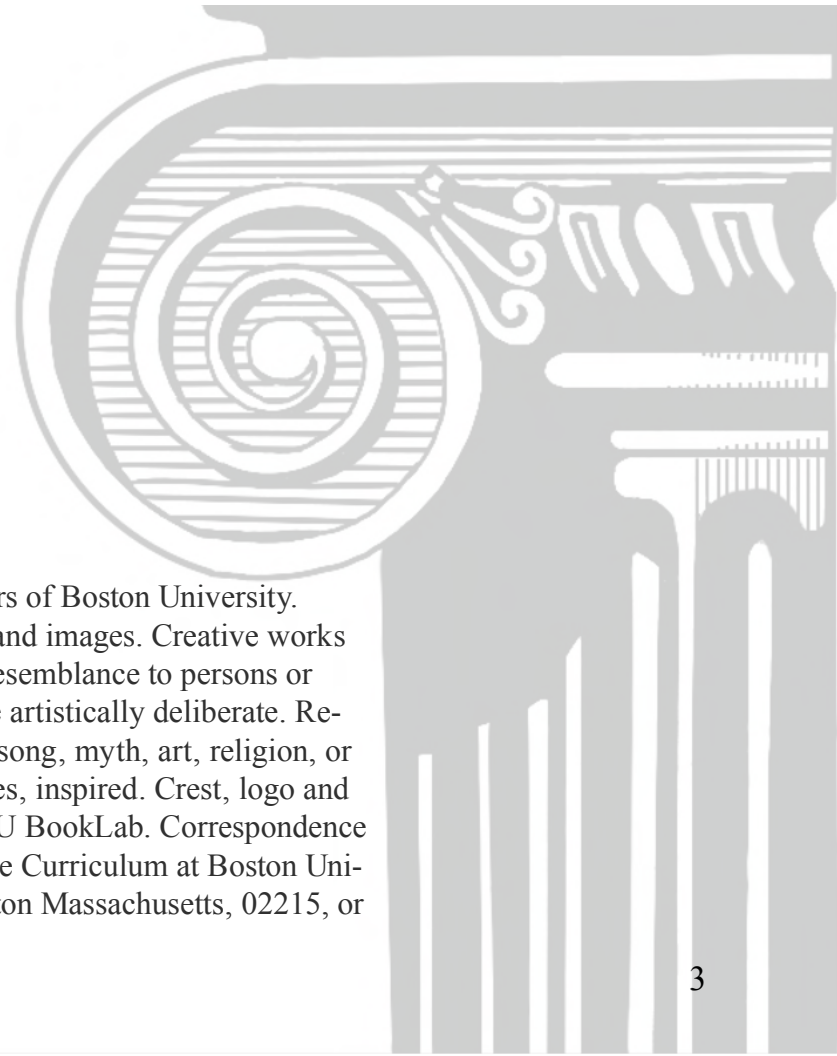 rs of Boston University.
and images. Creative works
esemblance to persons or
e artistically deliberate. Re-
song, myth, art, religion, or
es, inspired. Crest, logo and
U BookLab. Correspondence
e Curriculum at Boston Uni-
ton Massachusetts, 02215, or
3